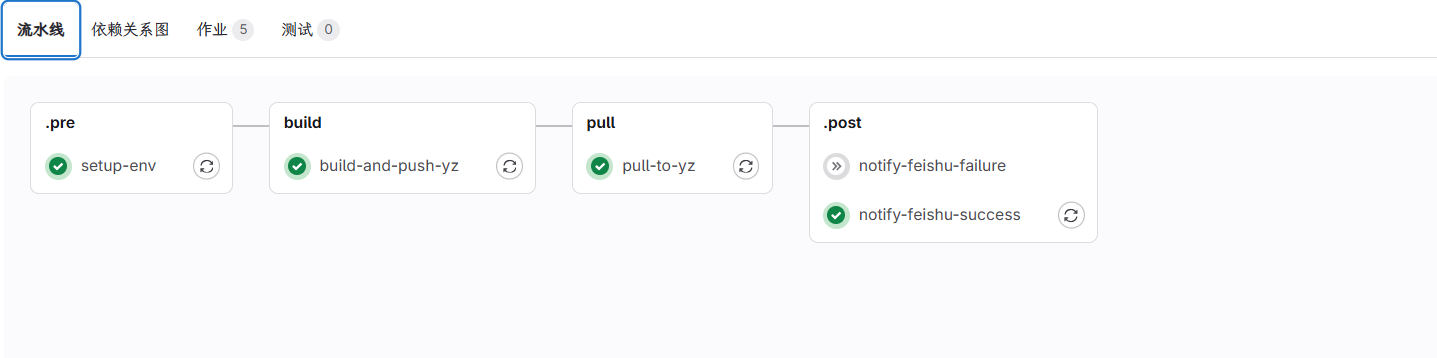 流水线 依赖关系图 作业 5 测试 0
.pre
setup-env
build
build-and-push-yz
pull
pull-to-yz
.post
notify-feishu-failure
notify-feishu-success